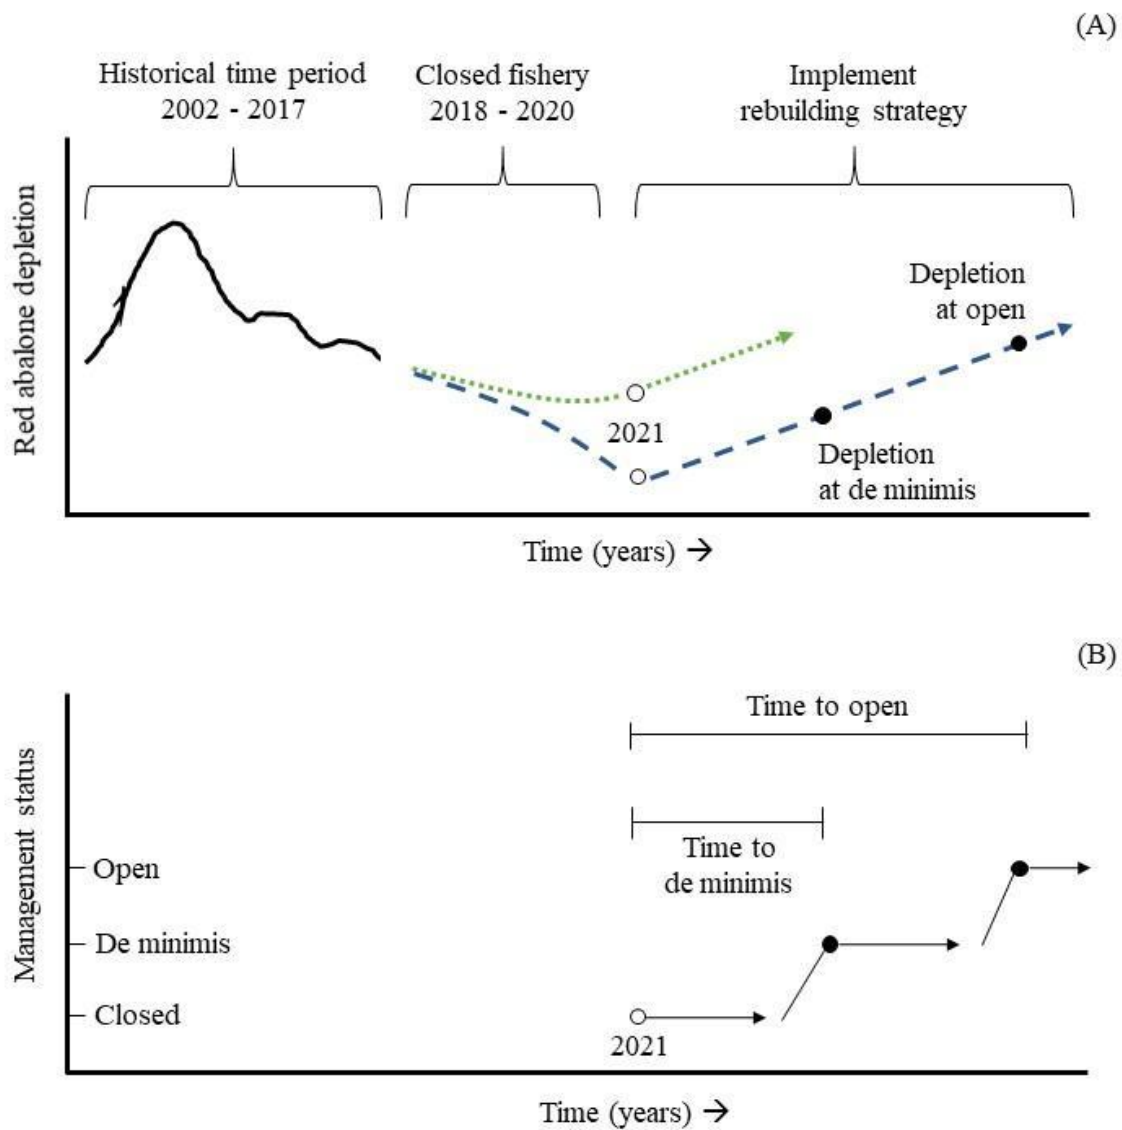 (A)
Historical time period
2002 - 2017
Closed fishery
2018 - 2020
Implement
rebuilding strategy
Red abalone depletion
Depletion
at open
2021
Depletion
at de minimis
Time (years) →
(B)
Time to open
Time to
de minimis
Management status
Open
De minimis
Closed
2021
Time (years) →